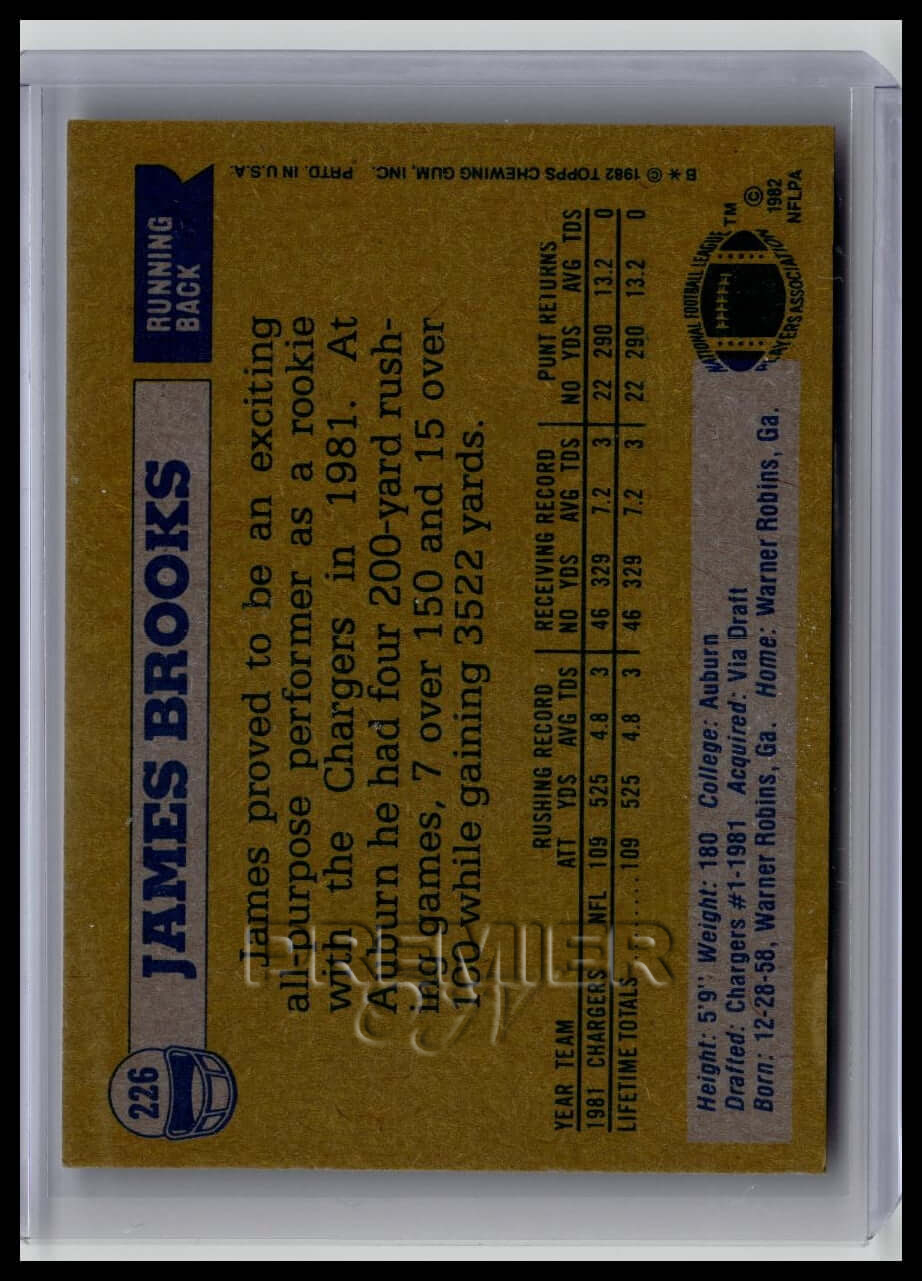 226
JAMES BROOKS
RUNNING
BACK
James proved to be an exciting
all-purpose performer as a rookie
with the Chargers in 1981. At
Auburn he had four 200-yard rush-
ing games, 7 over 150 and 15 over
100 while gaining 3522 yards.
RUSHING RECORD RECEIVING RECORD PUNT RETURNS
YEAR TEAM ATT YDS AVG TDS NO YDS AVG TDS NO YDS AVG TDS
1981 CHARGERS NFL 109 525 4.8 3 46 329 7.2 3 22 290 13.2 0
LIFETIME TOTALS....... 109 525 4.8 3 46 329 7.2 3 22 290 13.2 0
Height: 5'9" Weight: 180 College: Auburn
Drafted: Chargers #1-1981 Acquired: Via Draft
Born: 12-28-58, Warner Robins, Ga. Home: Warner Robins, Ga.
NATIONAL FOOTBALL LEAGUE
PLAYERS ASSOCIATION
TM
©
1982
NFLPA
B * © 1982 TOPPS CHEWING GUM, INC. PRTD. IN U.S.A.
PREMIER